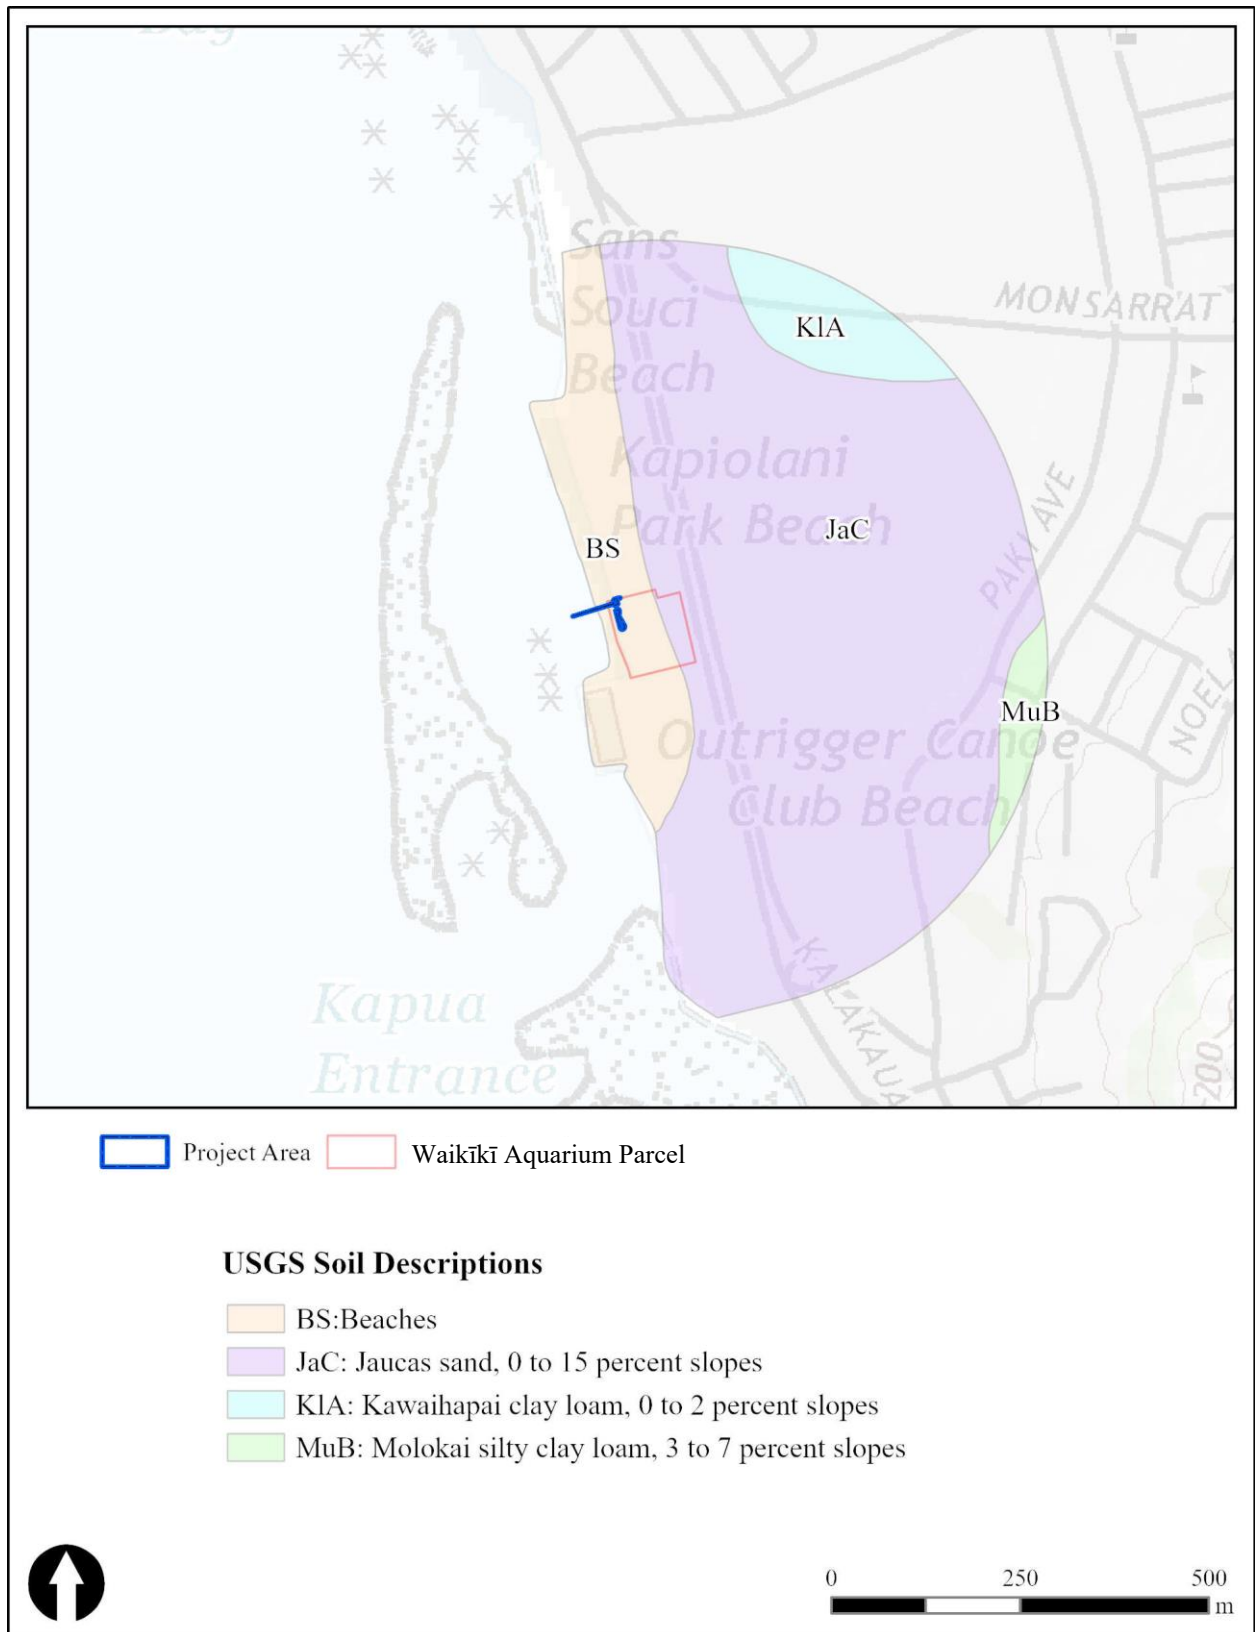 Bay
Sans
Souci
Beach
MONSARRAT
KlA
Kapiolani
Park Beach
JaC
PAKI AVE
BS
MuB
NOELA
Outrigger Canoe
Club Beach
KALAKAUA
Kapua
Entrance
200
Project Area
Waikīkī Aquarium Parcel
USGS Soil Descriptions
BS:Beaches
JaC: Jaucas sand, 0 to 15 percent slopes
KlA: Kawaihapai clay loam, 0 to 2 percent slopes
MuB: Molokai silty clay loam, 3 to 7 percent slopes
0 250 500
m